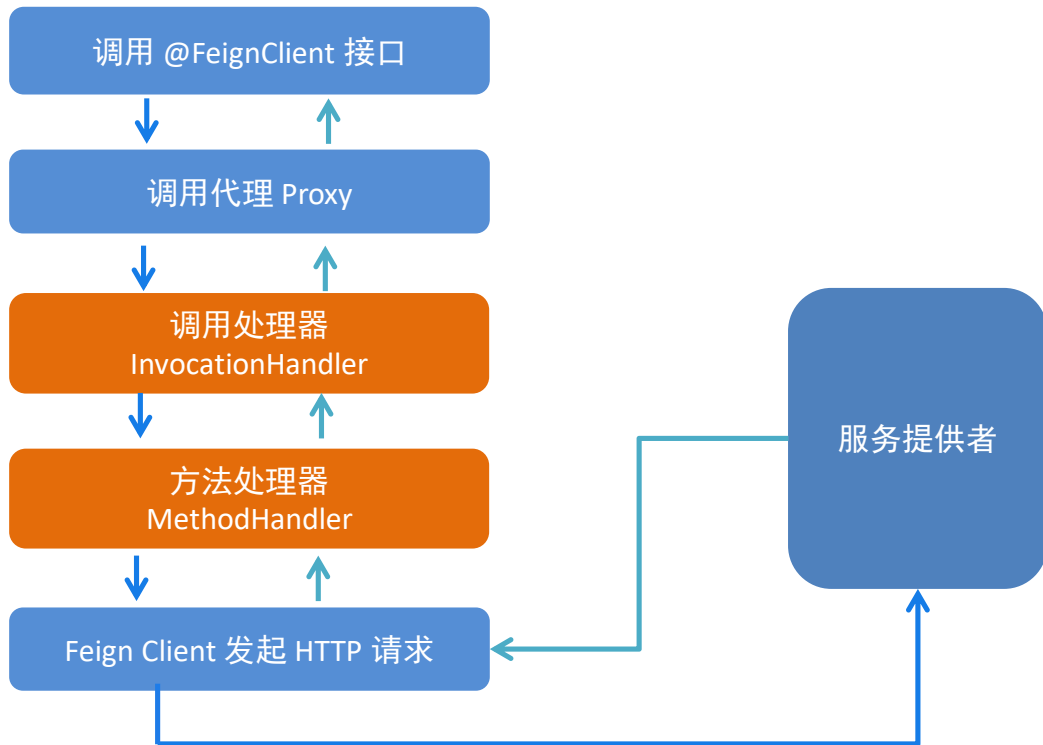 调用 @FeignClient 接口
调用代理 Proxy
调用处理器
InvocationHandler
方法处理器
MethodHandler
Feign Client 发起 HTTP 请求
服务提供者